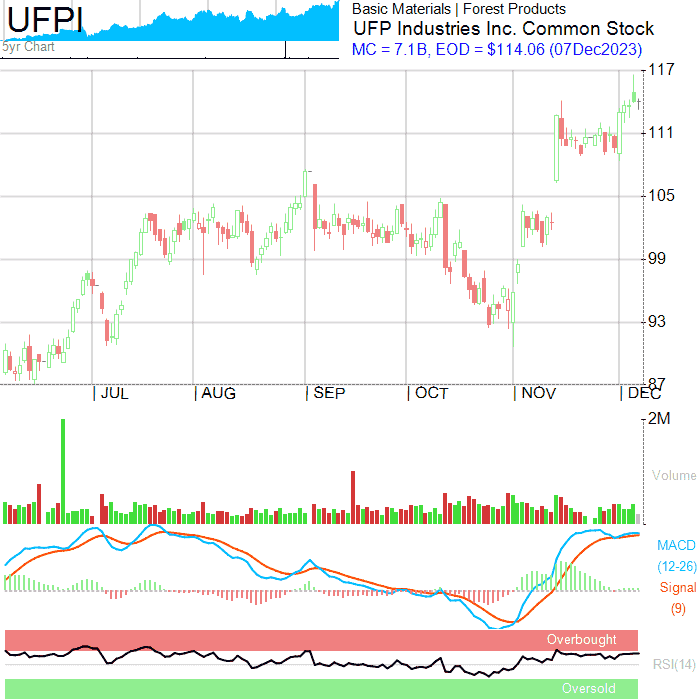 UFPI
5yr Chart
Basic Materials | Forest Products
UFP Industries Inc. Common Stock
MC = 7.1B, EOD = $114.06 (07Dec2023)
117
111
105
99
93
87
JUL AUG SEP OCT NOV DEC
2M
Volume
MACD
(12-26)
Signal
(9)
Overbought
RSI(14)
Oversold